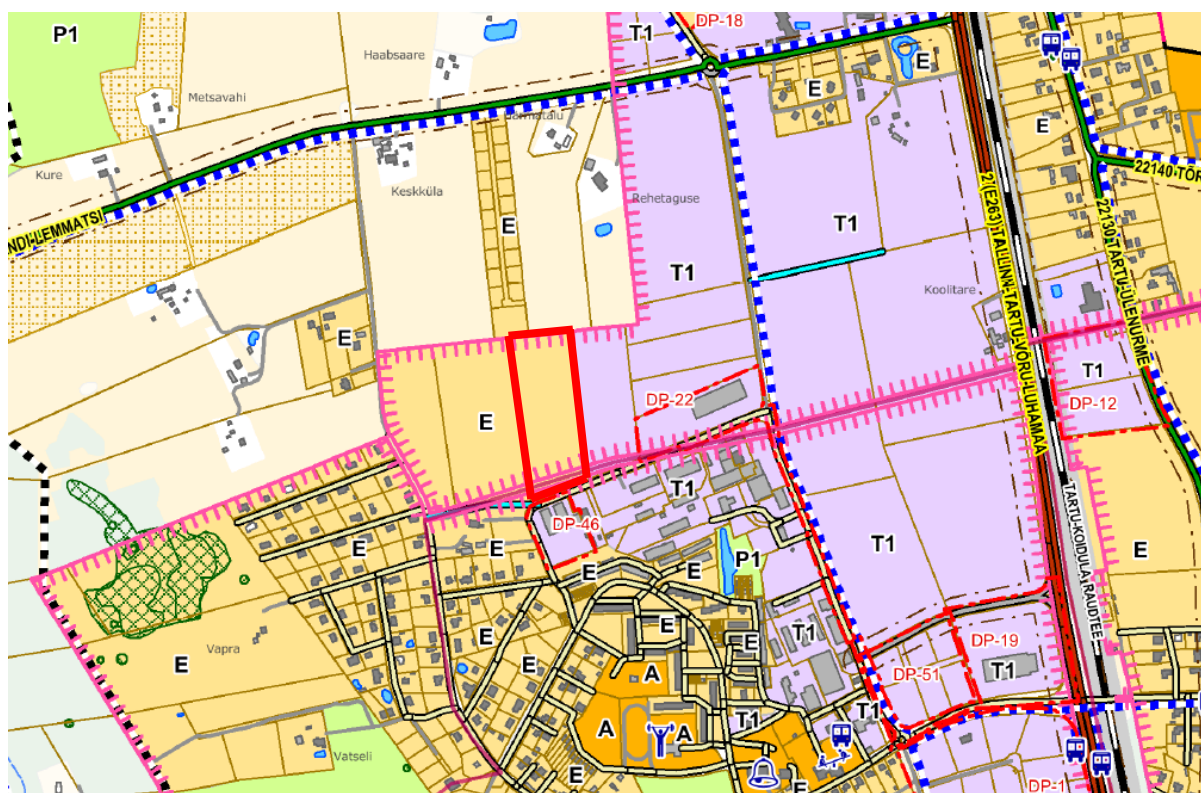 P1
Haabsaare
T1
DP-18
E
Metsavahi
E
E
Kure
Keskküla
22140 TÕR
NDI-LEMMATSI
Rehetaguse
E
T1
22130 TARTU-ÜLENURME
T1
Koolitare
2 (E263) TALLINN-TARTU-VÕRU-LUHAMAA
E
T1
DP-22
DP-12
E
T1
DP-46
TARTU-KOIDULA RAUDTEE
T1
E
E
P1
E
E
E
E
E
E
T1
DP-19
Vapra
E
E
E
A
DP-51
T1
A
A
T1
T1
Vatseli
E
E
DP-1